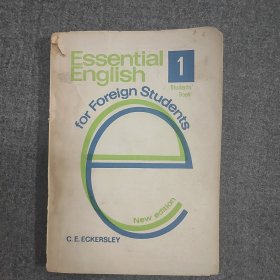 Essential
English
1
Students'
Book
for Foreign Students
New edition
C. E. ECKERSLEY